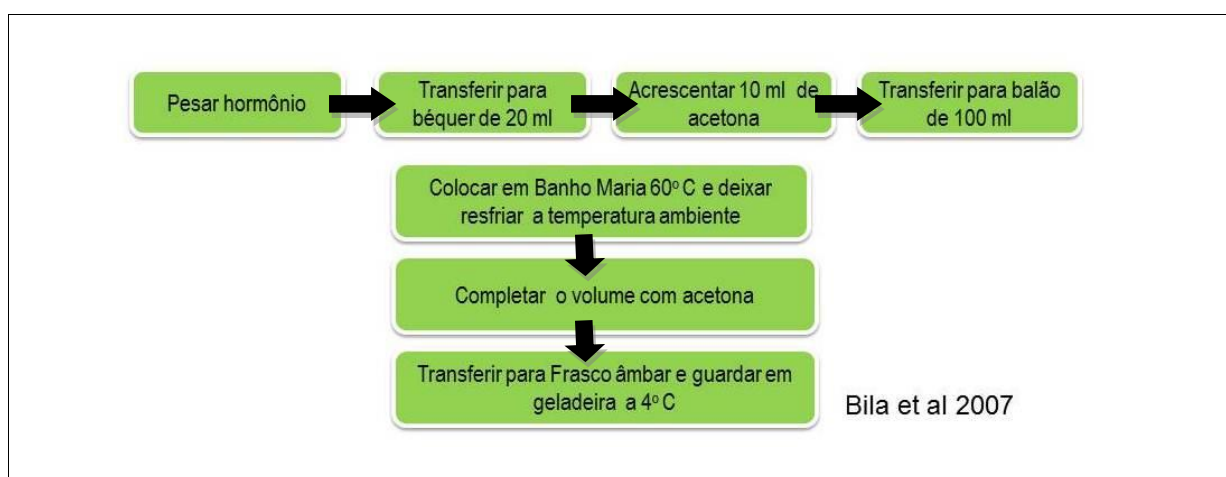 Pesar hormônio
Transferir para
béquer de 20 ml
Acrescentar 10 ml de
acetona
Transferir para balão
de 100 ml
Colocar em Banho Maria 60º C e deixar
resfriar a temperatura ambiente
Completar o volume com acetona
Transferir para Frasco âmbar e guardar em
geladeira a 4º C
Bila et al 2007